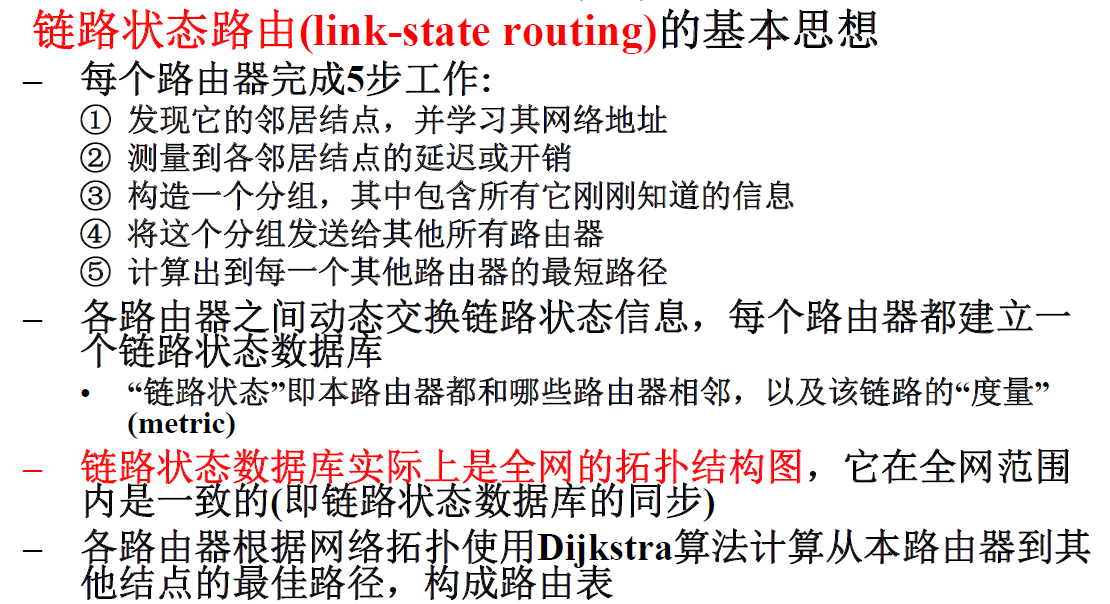 链路状态路由(link-state routing)的基本思想
– 每个路由器完成5步工作:
① 发现它的邻居结点，并学习其网络地址
② 测量到各邻居结点的延迟或开销
③ 构造一个分组，其中包含所有它刚刚知道的信息
④ 将这个分组发送给其他所有路由器
⑤ 计算出到每一个其他路由器的最短路径
– 各路由器之间动态交换链路状态信息，每个路由器都建立一
个链路状态数据库
• “链路状态”即本路由器都和哪些路由器相邻，以及该链路的“度量”
(metric)
– 链路状态数据库实际上是全网的拓扑结构图，它在全网范围
内是一致的(即链路状态数据库的同步)
– 各路由器根据网络拓扑使用Dijkstra算法计算从本路由器到其
他结点的最佳路径，构成路由表